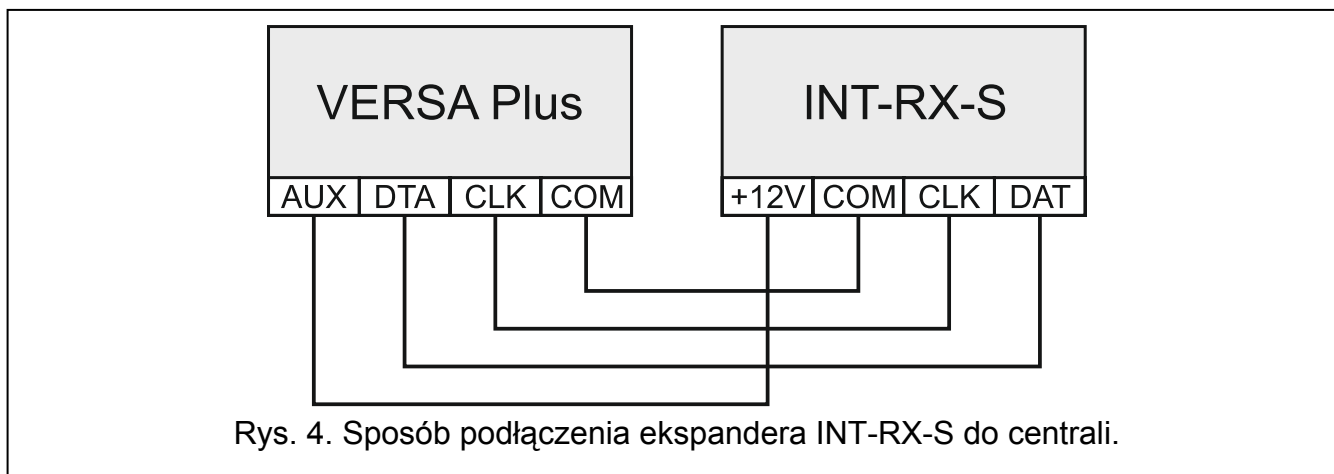 VERSA Plus
INT-RX-S
AUX DTA CLK COM
+12V COM CLK DAT
Rys. 4. Sposób podłączenia ekspandera INT-RX-S do centrali.